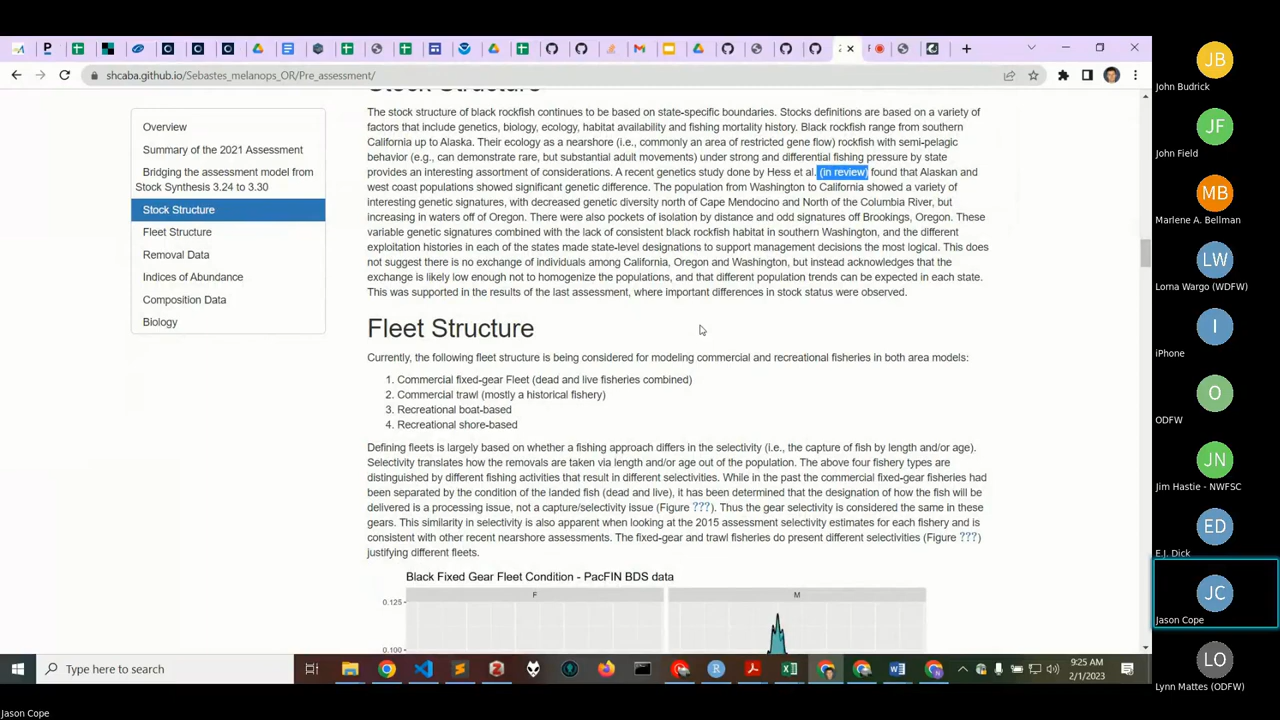 shcaba.github.io/Sebastes_melanops_OR/Pre_assessment/
Overview
Summary of the 2021 Assessment
Bridging the assessment model from
Stock Synthesis 3.24 to 3.30
Stock Structure
Fleet Structure
Removal Data
Indices of Abundance
Composition Data
Biology
Stock Structure
The stock structure of black rockfish continues to be based on state-specific boundaries. Stocks definitions are based on a variety of
factors that include genetics, biology, ecology, habitat availability and fishing mortality history. Black rockfish range from southern
California up to Alaska. Their ecology as a nearshore (i.e., commonly an area of restricted gene flow) rockfish with semi-pelagic
behavior (e.g., can demonstrate rare, but substantial adult movements) under strong and differential fishing pressure by state
provides an interesting assortment of considerations. A recent genetics study done by Hess et al. (in review) found that Alaskan and
west coast populations showed significant genetic difference. The population from Washington to California showed a variety of
interesting genetic signatures, with decreased genetic diversity north of Cape Mendocino and North of the Columbia River, but
increasing in waters off of Oregon. There were also pockets of isolation by distance and odd signatures off Brookings, Oregon. These
variable genetic signatures combined with the lack of consistent black rockfish habitat in southern Washington, and the different
exploitation histories in each of the states made state-level designations to support management decisions the most logical. This does
not suggest there is no exchange of individuals among California, Oregon and Washington, but instead acknowledges that the
exchange is likely low enough not to homogenize the populations, and that different population trends can be expected in each state.
This was supported in the results of the last assessment, where important differences in stock status were observed.
Fleet Structure
Currently, the following fleet structure is being considered for modeling commercial and recreational fisheries in both area models:
1. Commercial fixed-gear Fleet (dead and live fisheries combined)
2. Commercial trawl (mostly a historical fishery)
3. Recreational boat-based
4. Recreational shore-based
Defining fleets is largely based on whether a fishing approach differs in the selectivity (i.e., the capture of fish by length and/or age).
Selectivity translates how the removals are taken via length and/or age out of the population. The above four fishery types are
distinguished by different fishing activities that result in different selectivities. While in the past the commercial fixed-gear fisheries had
been separated by the condition of the landed fish (dead and live), it has been determined that the designation of how the fish will be
delivered is a processing issue, not a capture/selectivity issue (Figure ???). Thus the gear selectivity is considered the same in these
gears. This similarity in selectivity is also apparent when looking at the 2015 assessment selectivity estimates for each fishery and is
consistent with other recent nearshore assessments. The fixed-gear and trawl fisheries do present different selectivities (Figure ???)
justifying different fleets.
Black Fixed Gear Fleet Condition - PacFIN BDS data
F
M
0.125
0.100
Type here to search
9:25 AM
2/1/2023
JB
John Budrick
JF
John Field
MB
Marlene A. Bellman
LW
Lorna Wargo (WDFW)
I
iPhone
O
ODFW
JN
Jim Hastie - NWFSC
ED
E.J. Dick
JC
Jason Cope
LO
Lynn Mattes (ODFW)
Jason Cope